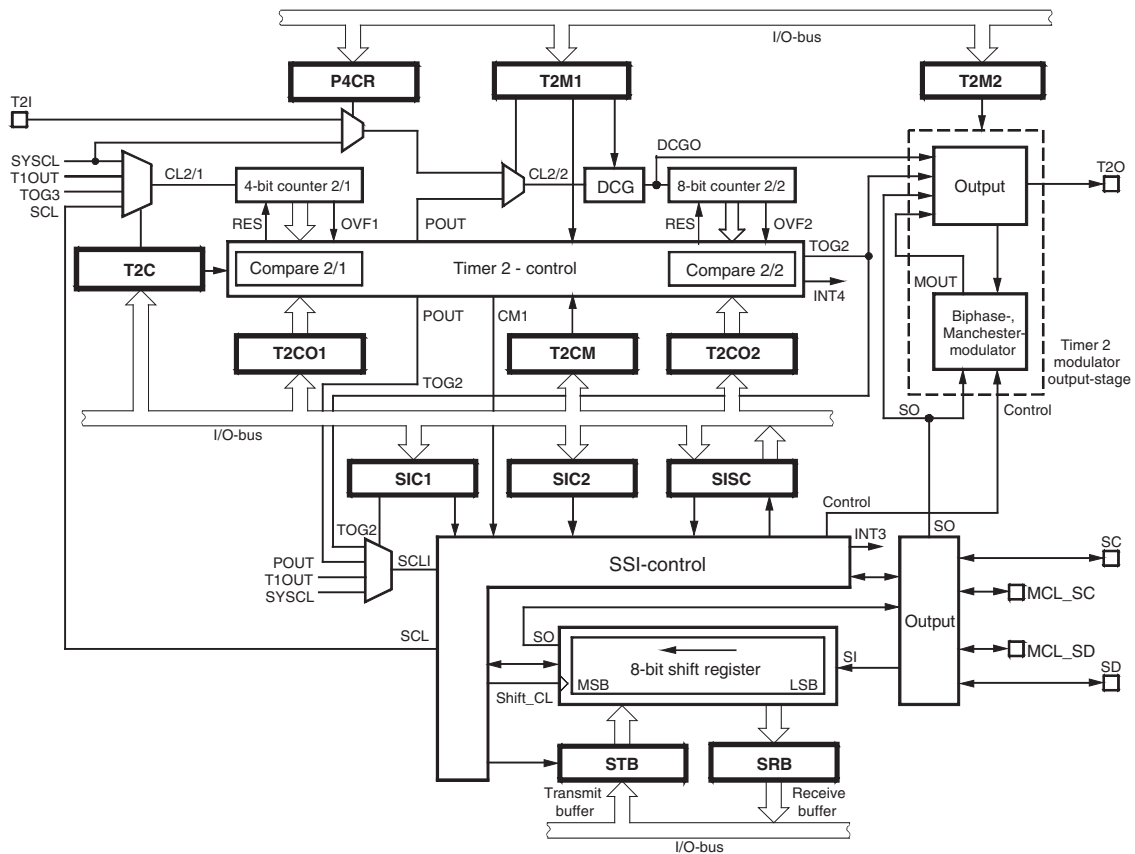 I/O-bus
P4CR
T2M1
T2M2
T2I
SYSCL
T1OUT
TOG3
SCL
CL2/1
4-bit counter 2/1
RES
OVF1
POUT
CL2/2
DCG
DCGO
8-bit counter 2/2
RES
OVF2
TOG2
Output
T2O
T2C
Compare 2/1
Timer 2 - control
Compare 2/2
INT4
MOUT
Biphase-,
Manchester-
modulator
Timer 2
modulator
output-stage
POUT
CM1
T2CO1
T2CM
T2CO2
TOG2
SO
Control
I/O-bus
SIC1
SIC2
SISC
Control
TOG2
POUT
T1OUT
SYSCL
SCLI
SSI-control
INT3
SO
SC
MCL_SC
Output
MCL_SD
SD
SCL
SO
8-bit shift register
MSB
LSB
SI
Shift_CL
STB
SRB
Transmit
buffer
Receive
buffer
I/O-bus